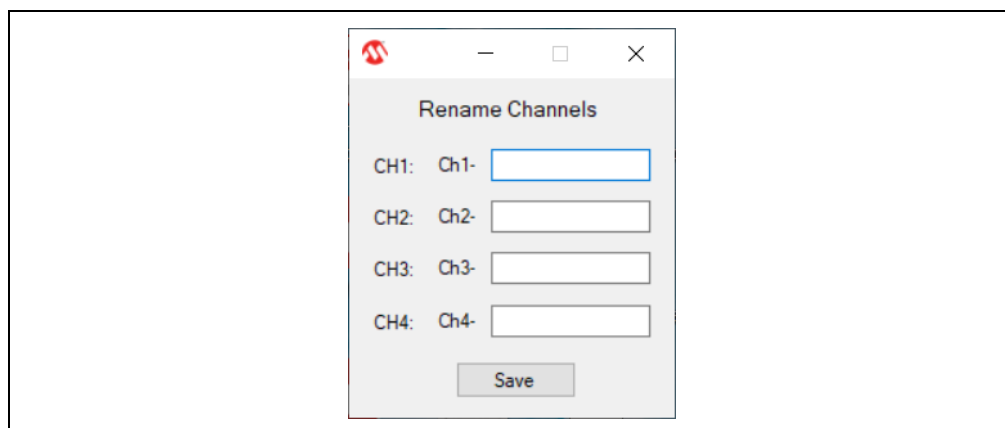 Rename Channels
CH1: Ch1-
CH2: Ch2-
CH3: Ch3-
CH4: Ch4-
Save